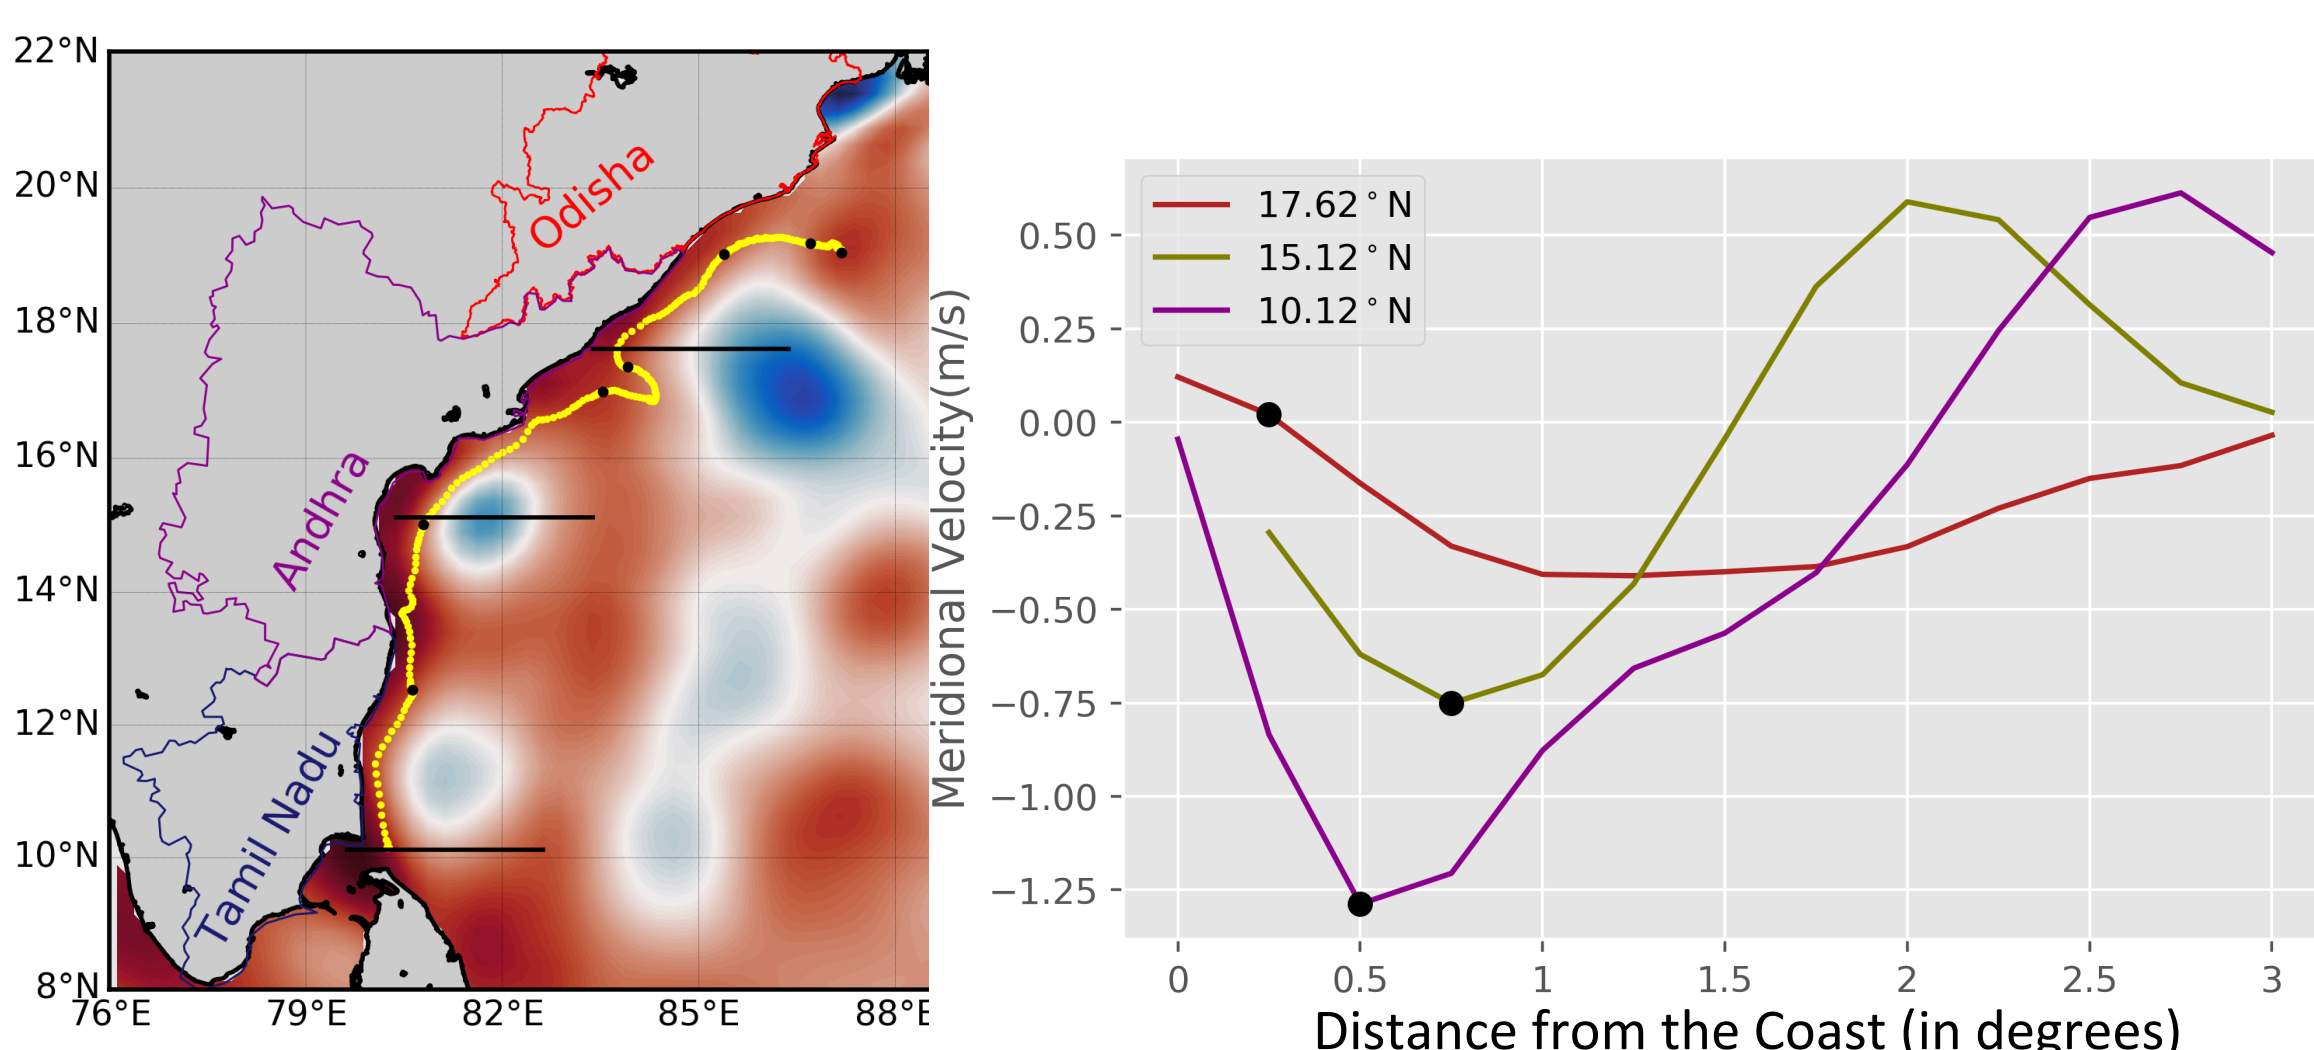 22°N
20°N
18°N
16°N
14°N
12°N
10°N
8°N
76°E
79°E
82°E
85°E
88°E
Odisha
Andhra
Tamil Nadu
Meridional Velocity(m/s)
17.62°N
15.12°N
10.12°N
0.50
0.25
0.00
−0.25
−0.50
−0.75
−1.00
−1.25
0
0.5
1
1.5
2
2.5
3
Distance from the Coast (in degrees)